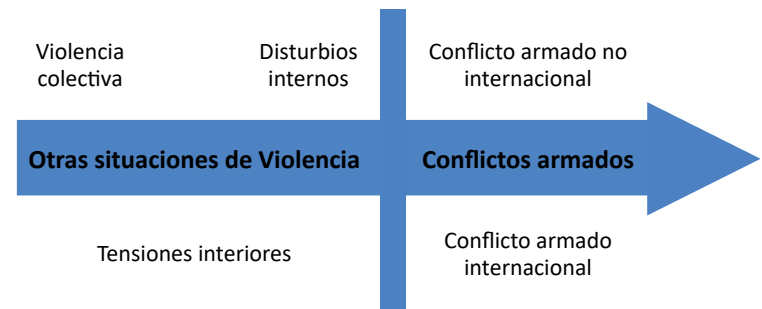 Violencia
colectiva
Disturbios
internos
Conflicto armado no
internacional
Otras situaciones de Violencia
Conflictos armados
Tensiones interiores
Conflicto armado
internacional